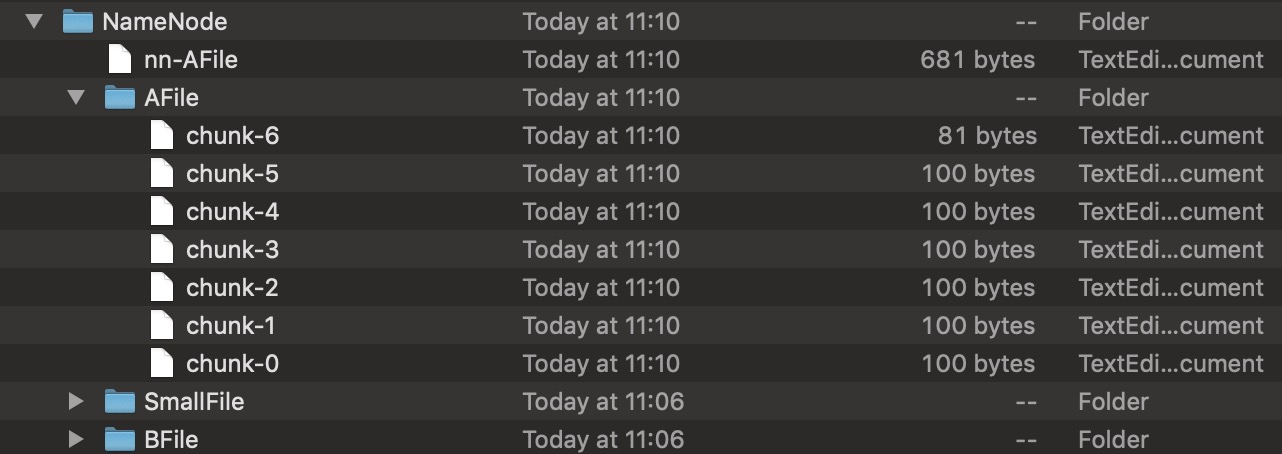 NameNode Today at 11:10 -- Folder
nn-AFile Today at 11:10 681 bytes TextEdi...cument
AFile Today at 11:10 -- Folder
chunk-6 Today at 11:10 81 bytes TextEdi...cument
chunk-5 Today at 11:10 100 bytes TextEdi...cument
chunk-4 Today at 11:10 100 bytes TextEdi...cument
chunk-3 Today at 11:10 100 bytes TextEdi...cument
chunk-2 Today at 11:10 100 bytes TextEdi...cument
chunk-1 Today at 11:10 100 bytes TextEdi...cument
chunk-0 Today at 11:10 100 bytes TextEdi...cument
SmallFile Today at 11:06 -- Folder
BFile Today at 11:06 -- Folder